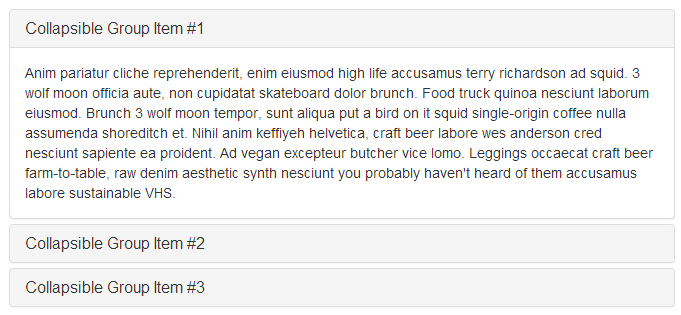 Collapsible Group Item #1
Anim pariatur cliche reprehenderit, enim eiusmod high life accusamus terry richardson ad squid. 3
wolf moon officia aute, non cupidatat skateboard dolor brunch. Food truck quinoa nesciunt laborum
eiusmod. Brunch 3 wolf moon tempor, sunt aliqua put a bird on it squid single-origin coffee nulla
assumenda shoreditch et. Nihil anim keffiyeh helvetica, craft beer labore wes anderson cred
nesciunt sapiente ea proident. Ad vegan excepteur butcher vice lomo. Leggings occaecat craft beer
farm-to-table, raw denim aesthetic synth nesciunt you probably haven't heard of them accusamus
labore sustainable VHS.
Collapsible Group Item #2
Collapsible Group Item #3